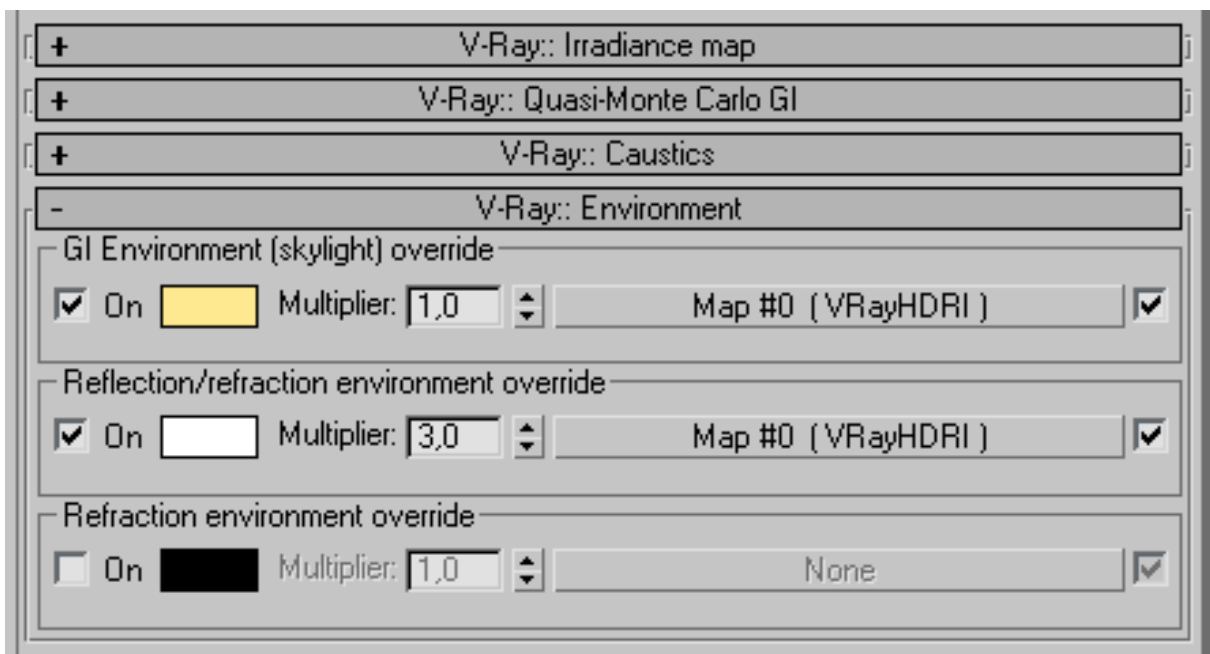 + V-Ray:: Irradiance map
+ V-Ray:: Quasi-Monte Carlo GI
+ V-Ray:: Caustics
- V-Ray:: Environment
GI Environment (skylight) override
On Multiplier: 1,0 Map #0 ( VRayHDRI )
Reflection/refraction environment override
On Multiplier: 3,0 Map #0 ( VRayHDRI )
Refraction environment override
On Multiplier: 1,0 None